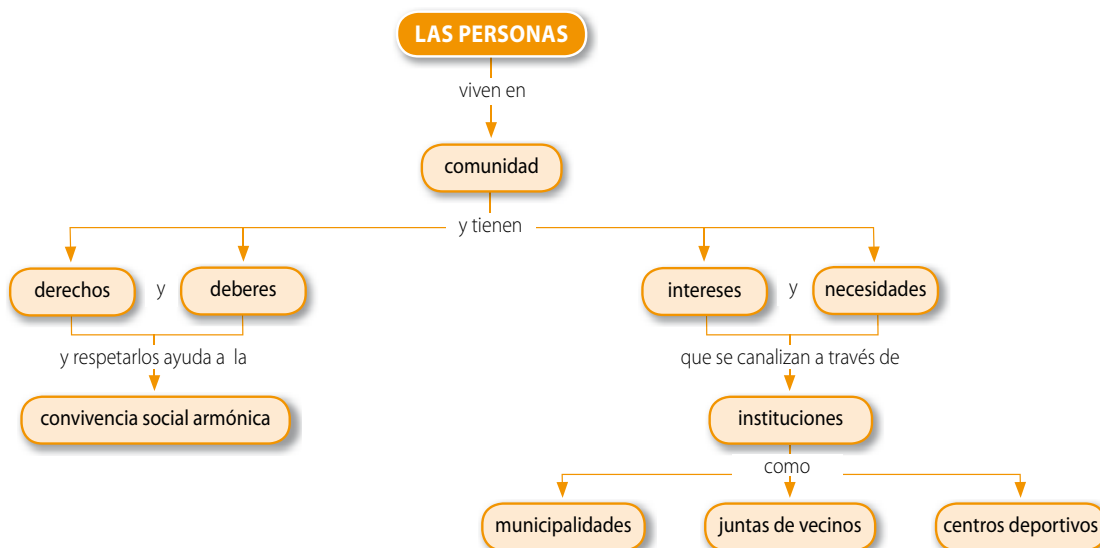 LAS PERSONAS
viven en
comunidad
y tienen
derechos y deberes
intereses y necesidades
y respetarlos ayuda a la
que se canalizan a través de
convivencia social armónica
instituciones
como
municipalidades
juntas de vecinos
centros deportivos